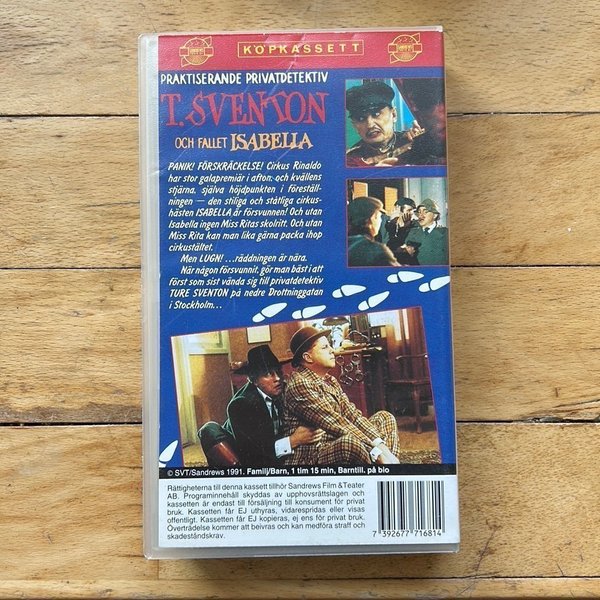 KÖPKASSETT
PRAKTISERANDE PRIVATDETEKTIV
T. SVENTON
OCH FALLET ISABELLA
PANIK! FÖRSKRÄCKELSE! Cirkus Rinaldo
har stor galapremiär i afton: och kvällens
stjärna, själva höjdpunkten i föreställ-
ningen — den stiliga och ståtliga cirkus-
hästen ISABELLA är försvunnen! Och utan
Isabella ingen Miss Ritas skolritt. Och utan
Miss Rita kan man lika gärna packa ihop
cirkustältet.
Men LUGN! ...räddningen är nära.
När någon försvunnit, gör man bäst i att
först som sist vända sig till privatdetektiv
TURE SVENTON på nedre Drottninggatan
i Stockholm...
© SVT/Sandrews 1991. Familj/Barn, 1 tim 15 min, Barntill. på bio
Rättigheterna till denna kassett tillhör Sandrews Film & Teater
AB. Programinnehåll skyddas av upphovsrättslagen och
kassetten är endast till försäljning till konsument för privat
bruk. Kassetten får EJ uthyras, vidarespridas eller visas
offentligt. Kassetten får EJ kopieras, ej ens för privat bruk.
Överträdelse kommer att beivras och kan medföra straff och
skadeståndskrav.
7 392677 716814